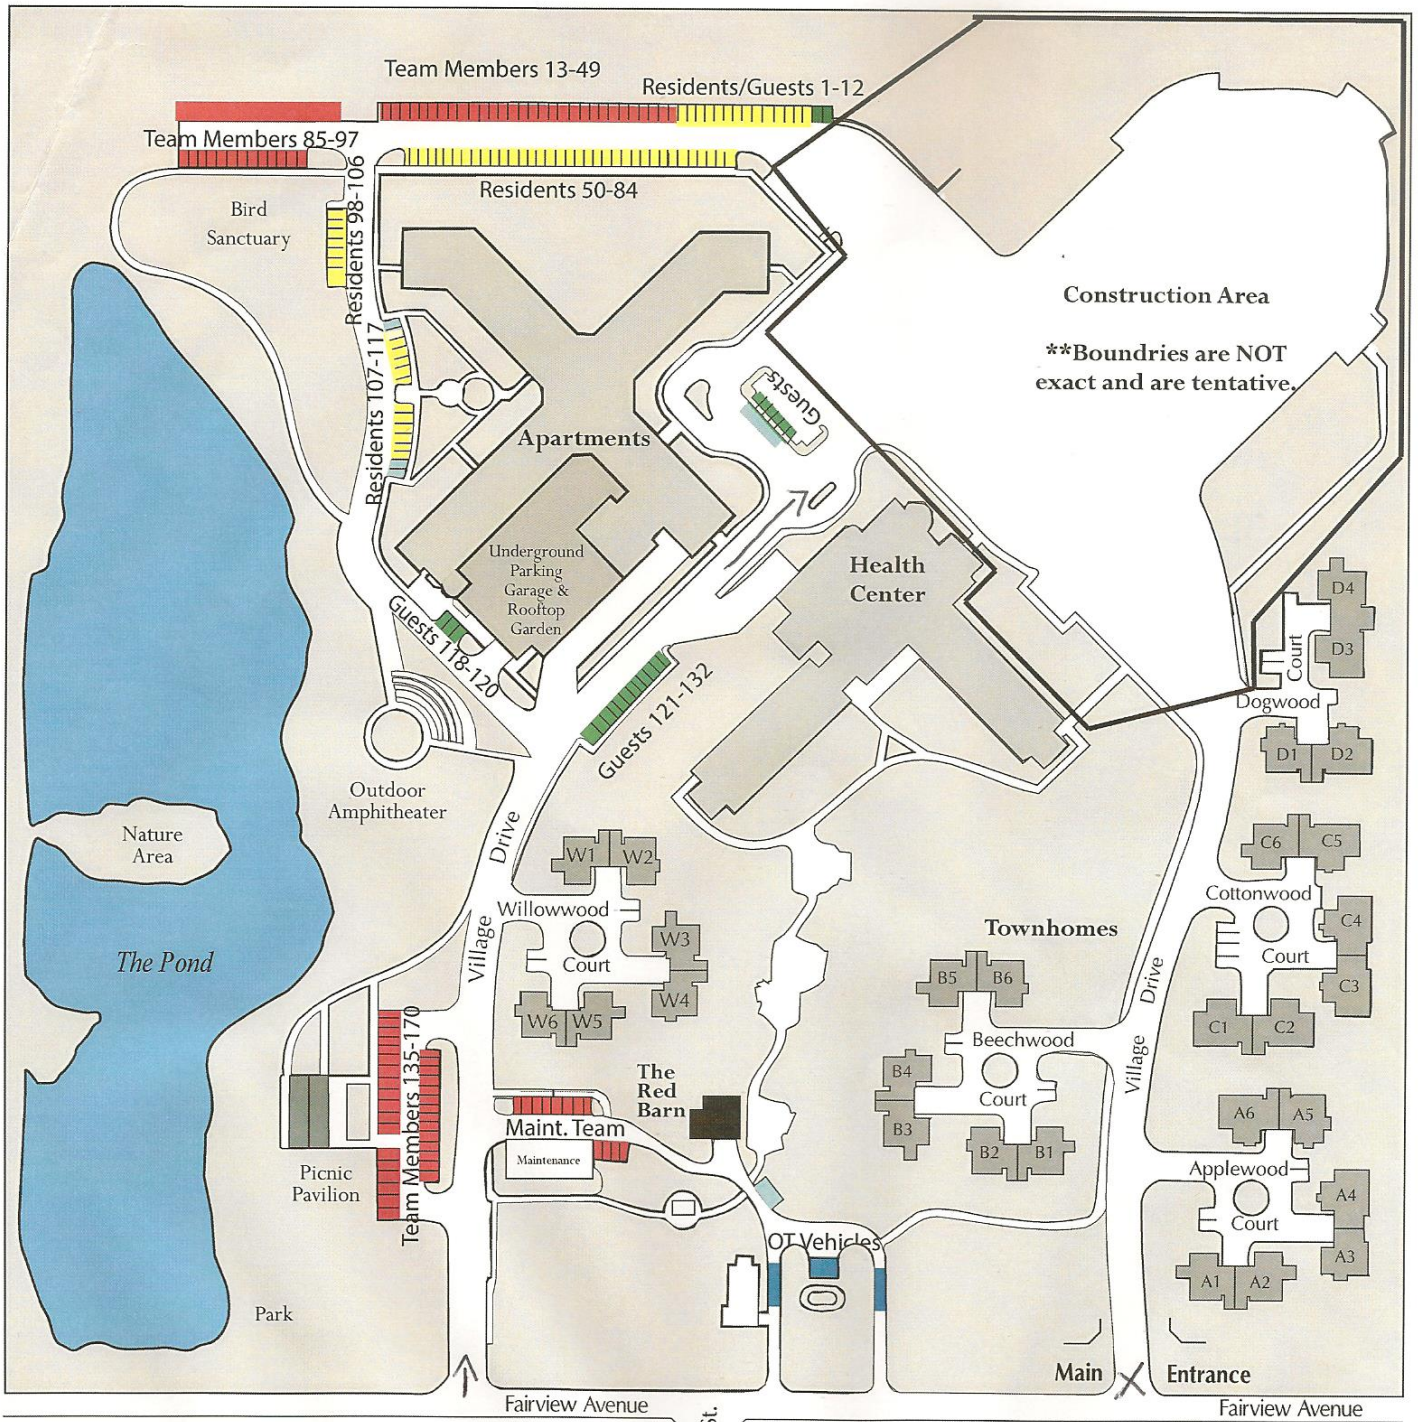 Team Members 13-49
Residents/Guests 1-12
Team Members 85-97
Residents 98-106
Residents 50-84
Bird
Sanctuary
Construction Area
**Boundries are NOT
exact and are tentative.
Residents 107-117
Guests
Apartments
Underground
Parking
Garage &
Rooftop
Garden
Health
Center
Guests 118-120
Guests 121-132
D4
D3
Court
Dogwood
D1
D2
Outdoor
Amphitheater
Nature
Area
Drive
Village
W1
W2
Willowwood
W3
Court
W4
W6
W5
The Pond
C6
C5
Cottonwood
C4
Court
C3
C1
C2
Townhomes
Drive
Village
B5
B6
Beechwood
B4
Court
B3
B2
B1
Team Members 135-170
The
Red
Barn
Maint. Team
Maintenance
A6
A5
Applewood
A4
Court
A3
A1
A2
Picnic
Pavilion
OT Vehicles
Park
Main
X
Entrance
Fairview Avenue
St.
Fairview Avenue